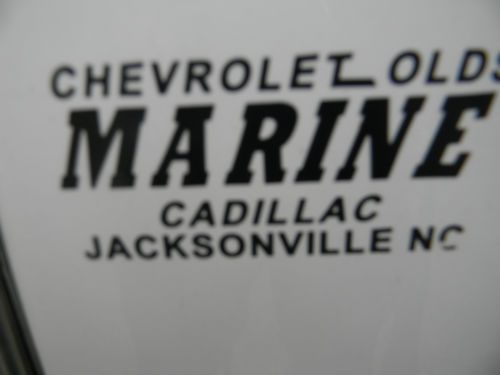 CHEVROLET OLDS
MARINE
CADILLAC
JACKSONVILLE NC